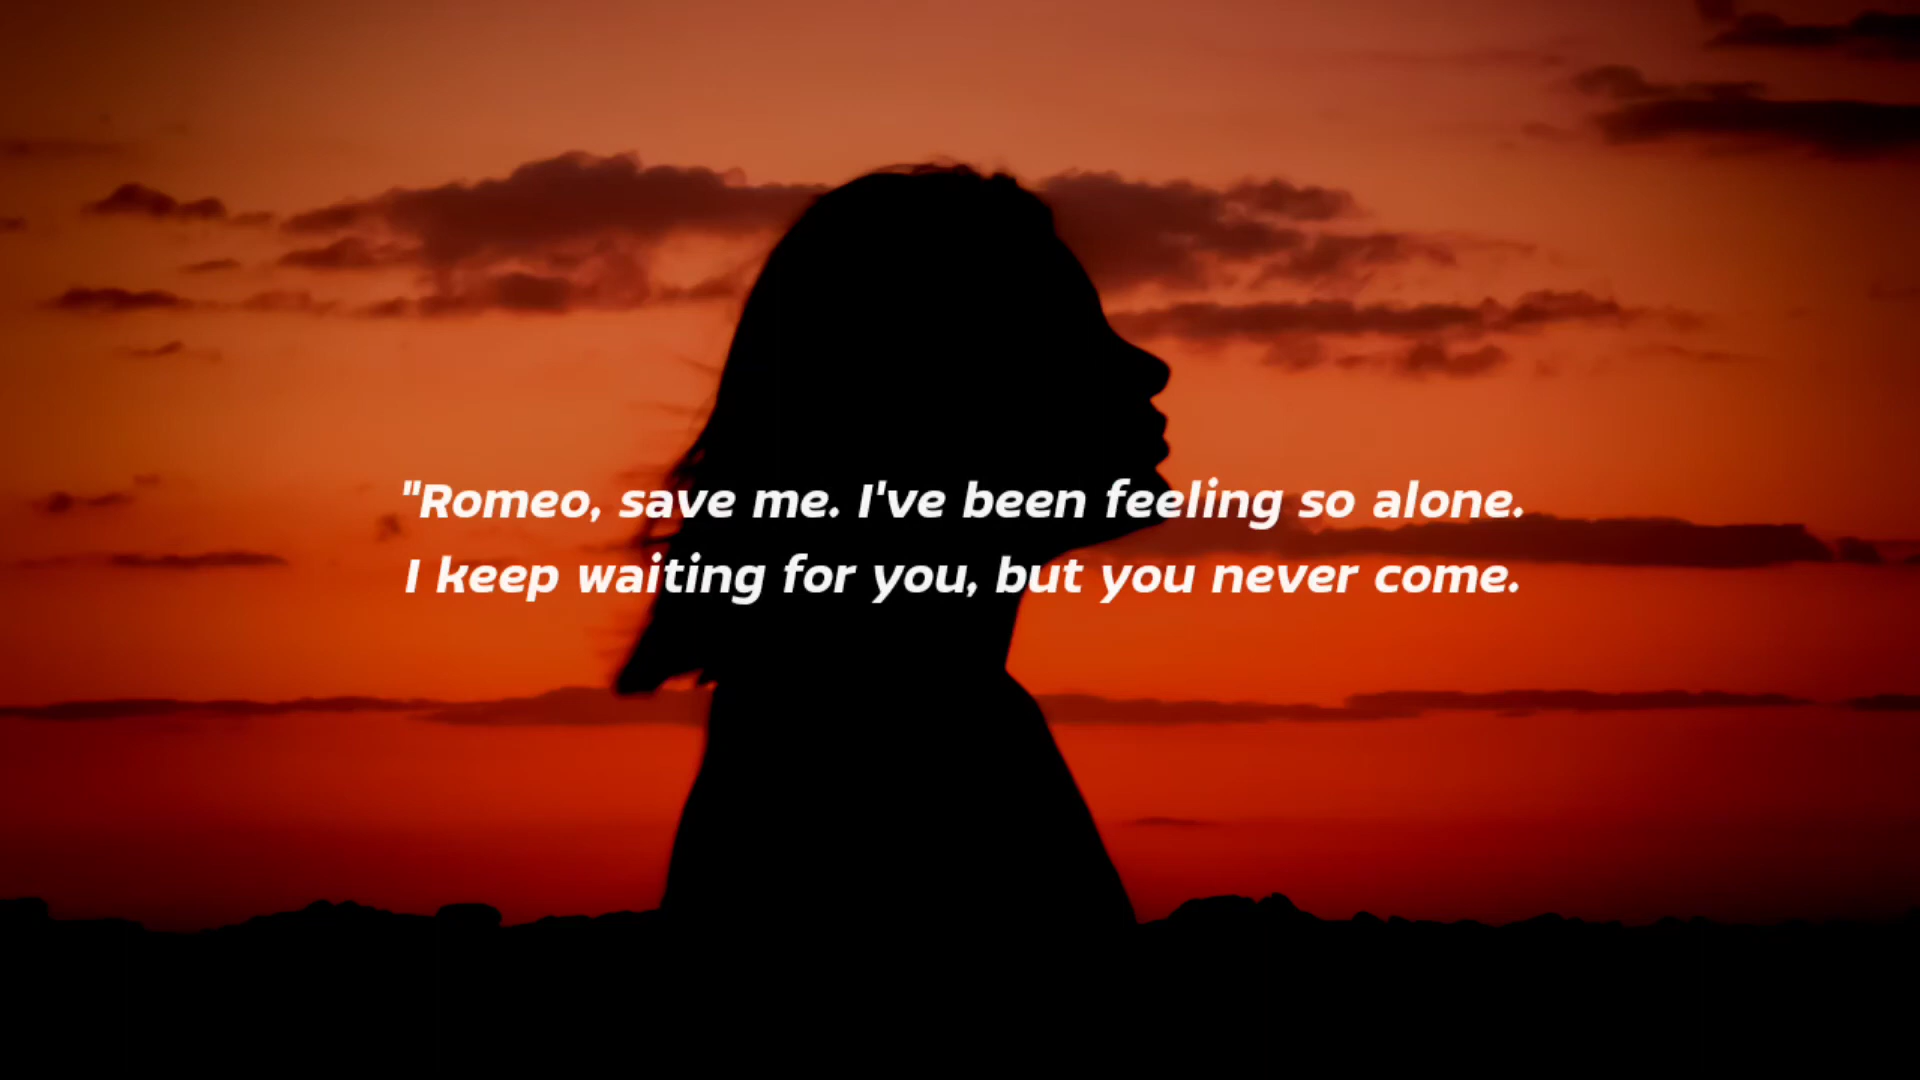 "Romeo, save me. I've been feeling so alone.
I keep waiting for you, but you never come.